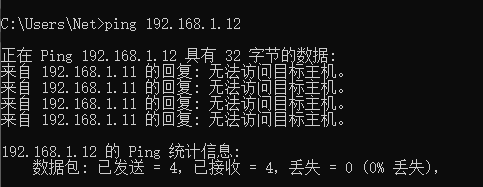 C:\Users\Net>ping 192.168.1.12
正在 Ping 192.168.1.12 具有 32 字节的数据:
来自 192.168.1.11 的回复: 无法访问目标主机。
来自 192.168.1.11 的回复: 无法访问目标主机。
来自 192.168.1.11 的回复: 无法访问目标主机。
来自 192.168.1.11 的回复: 无法访问目标主机。
192.168.1.12 的 Ping 统计信息:
数据包: 已发送 = 4，已接收 = 4，丢失 = 0 (0% 丢失)，